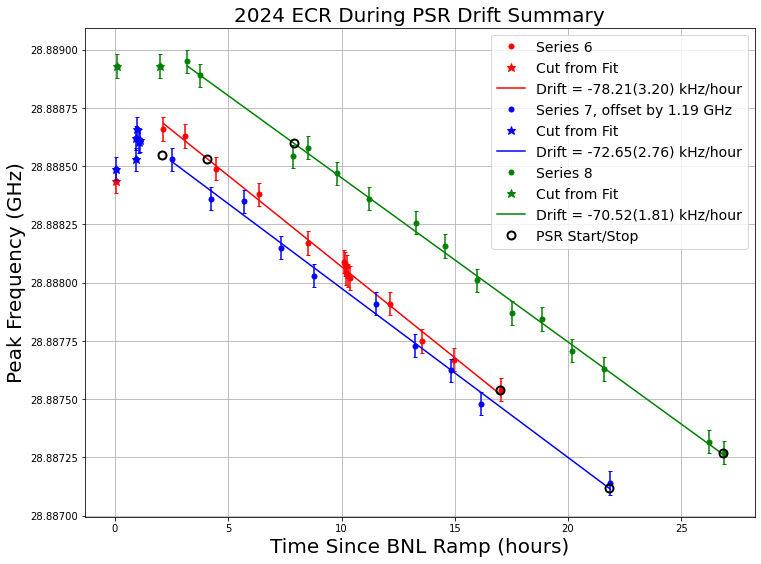 2024 ECR During PSR Drift Summary
Peak Frequency (GHz)
28.88900
28.88875
28.88850
28.88825
28.88800
28.88775
28.88750
28.88725
28.88700
Series 6
Cut from Fit
Drift = -78.21(3.20) kHz/hour
Series 7, offset by 1.19 GHz
Cut from Fit
Drift = -72.65(2.76) kHz/hour
Series 8
Cut from Fit
Drift = -70.52(1.81) kHz/hour
PSR Start/Stop
0 5 10 15 20 25
Time Since BNL Ramp (hours)